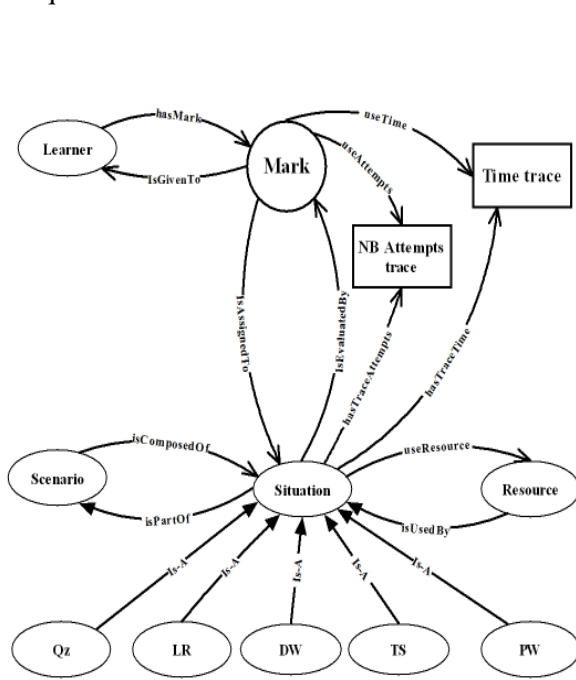 hasMark
useTime
Learner
Mark
useAttempts
Time trace
IsGivenTo
NB Attempts
trace
IsAssignedTo
IsEvaluatedBy
hasTraceAttempts
hasTraceTime
isComposedOf
useResource
Scenario
Situation
Resource
isPartOf
isUsedBy
Is-A
Is-A
Is-A
Is-A
Is-A
Qz
LR
DW
TS
PW